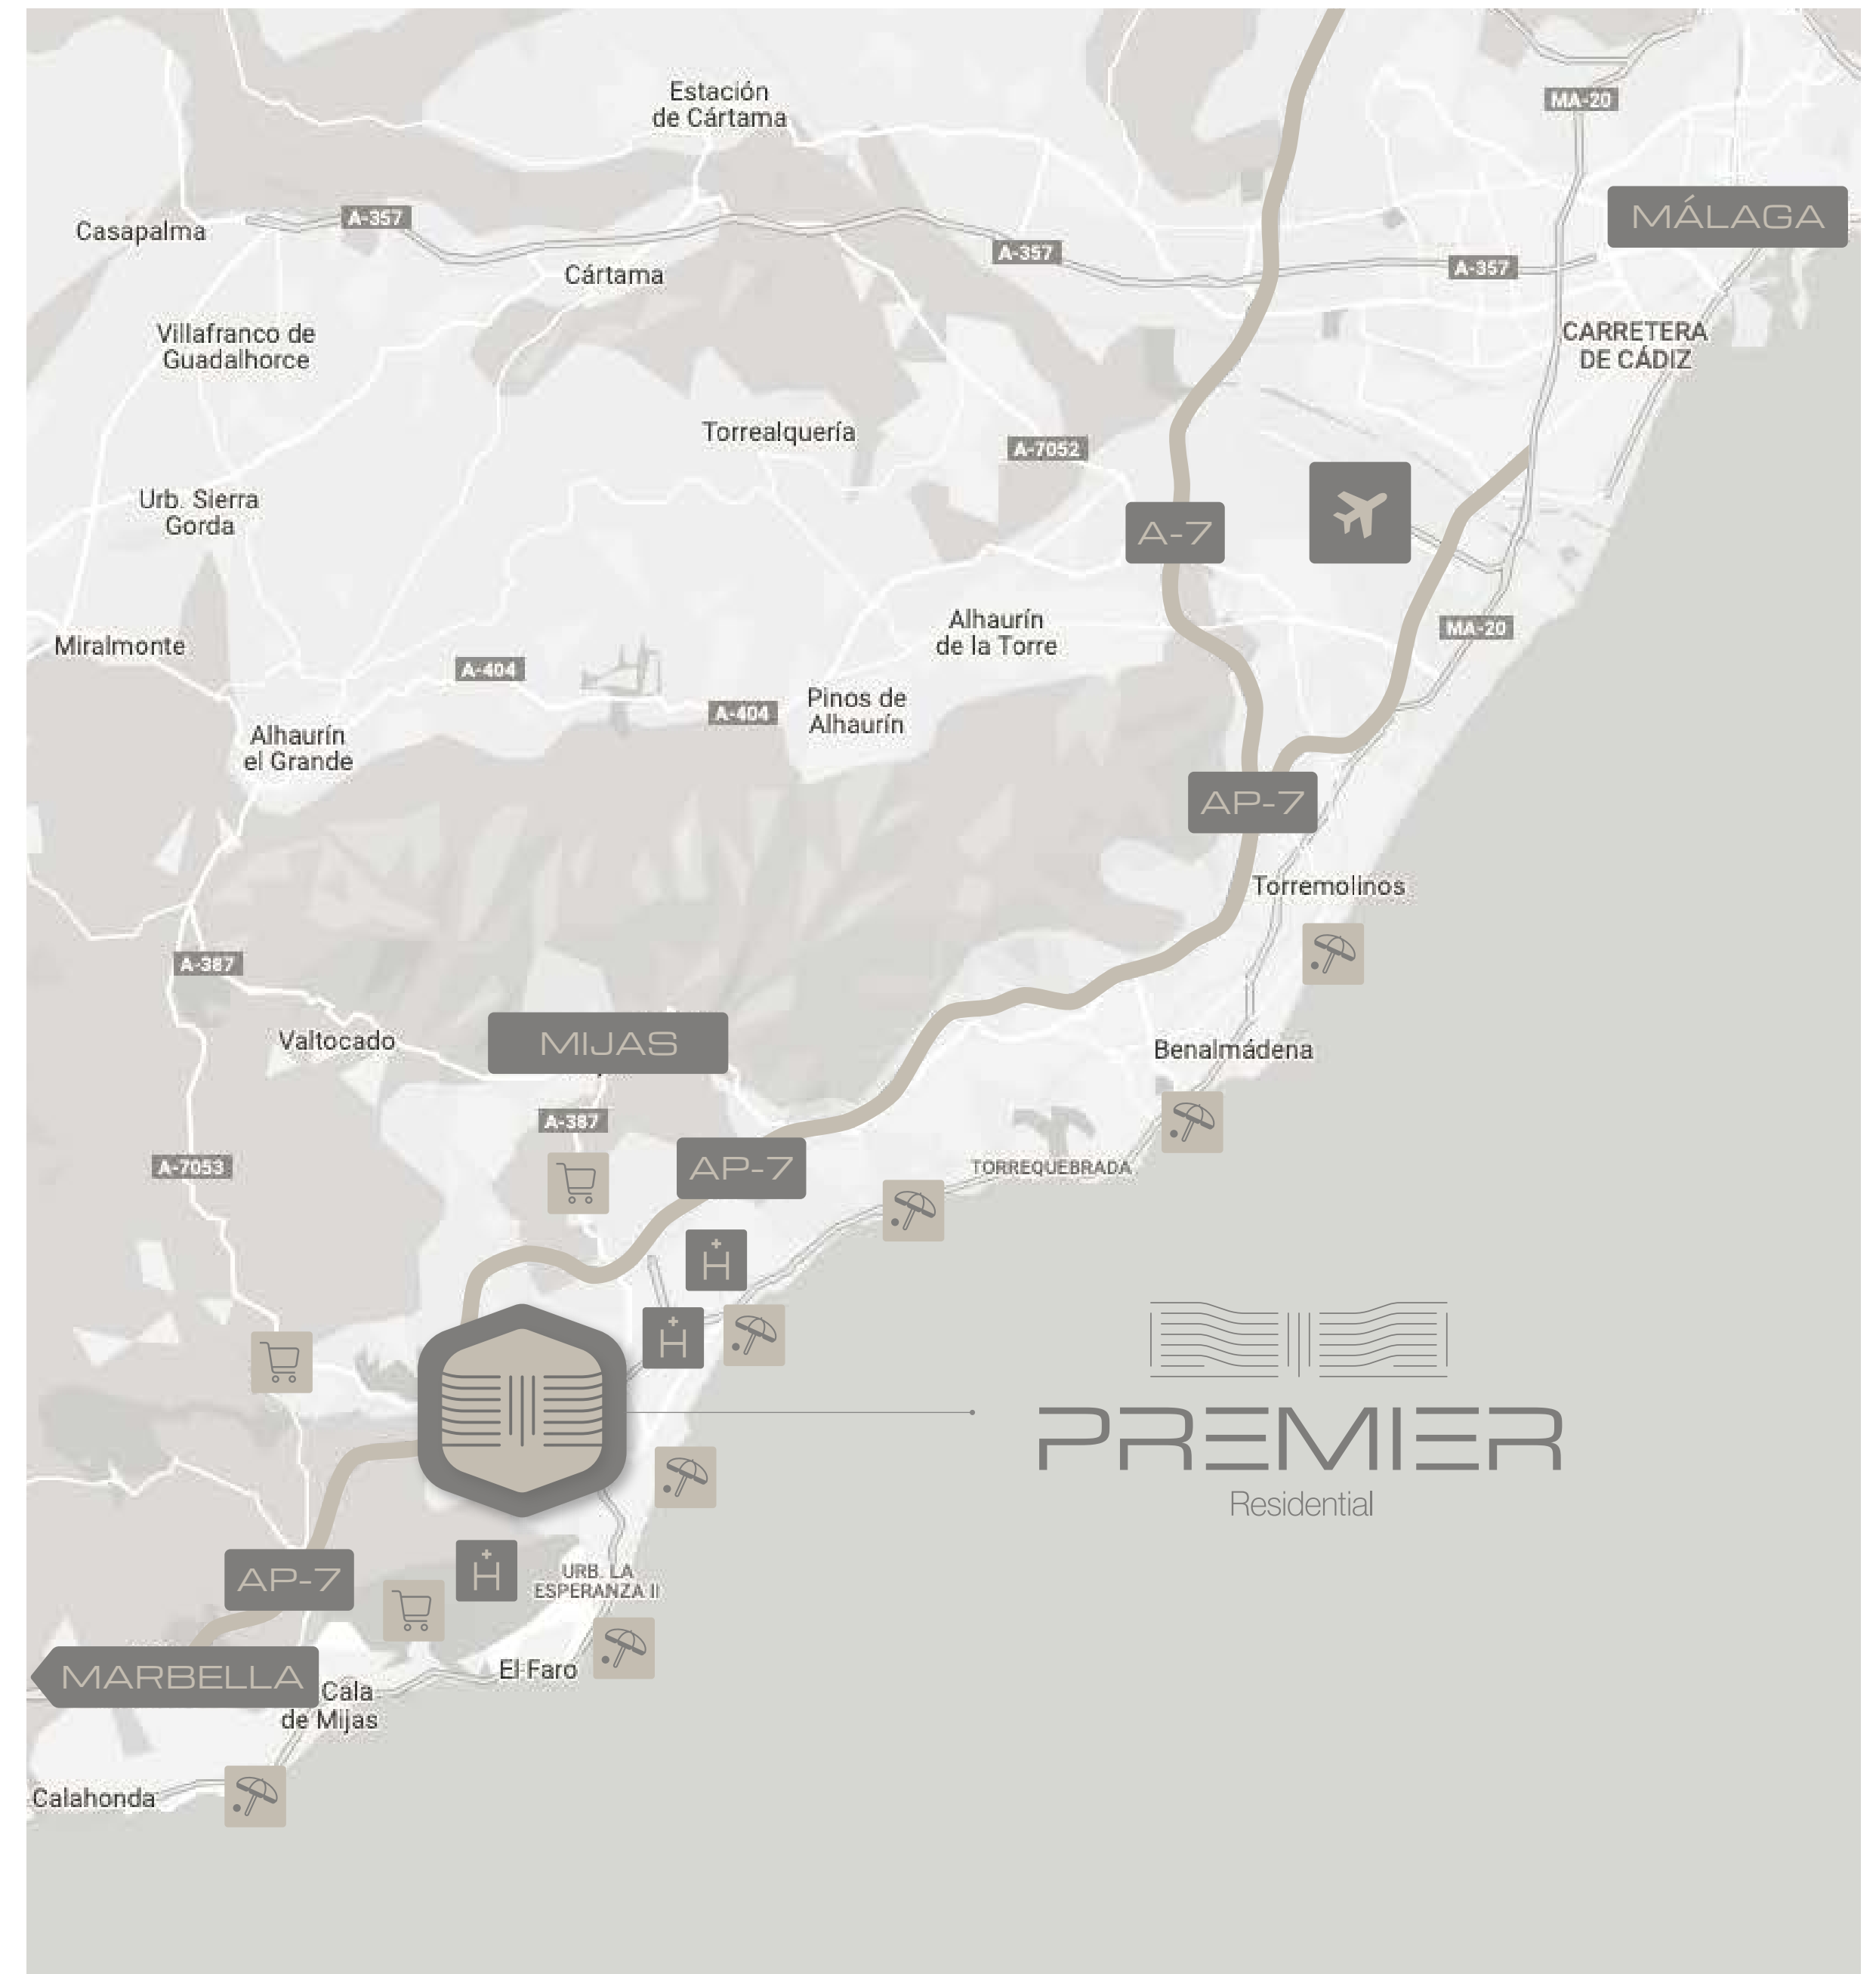 Estación
de Cártama
MA-20
MÁLAGA
Casapalma
A-357
A-357
A-357
Cártama
Villafranco de
Guadalhorce
CARRETERA
DE CÁDIZ
Torrealquería
A-7052
Urb. Sierra
Gorda
A-7
Alhaurín
de la Torre
MA-20
Miralmonte
A-404
Pinos de
Alhaurín
A-404
Alhaurín
el Grande
AP-7
Torremolinos
A-387
Valtocado
MIJAS
Benalmádena
A-387
A-7053
AP-7
TORREQUEBRADA
H
H
PREMIER
Residential
AP-7
H
URB. LA
ESPERANZA II
MARBELLA
El Faro
Cala
de Mijas
Calahonda